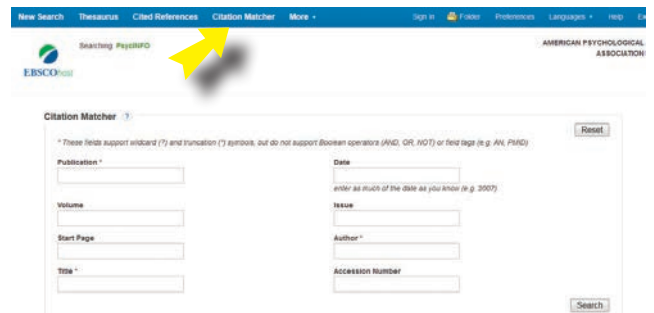 New Search Thesaurus Cited References Citation Matcher More Sign In Folder Preferences Languages Help Ex
Searching: PsycINFO
AMERICAN PSYCHOLOGICAL
ASSOCIATION
EBSCOhost
Citation Matcher ?
Reset
* These fields support wildcard (?) and truncation (*) symbols, but do not support Boolean operators (AND, OR, NOT) or field tags (e.g. AN, PMID)
Publication * Date
enter as much of the date as you know (e.g. 2007)
Volume Issue
Start Page Author *
Title * Accession Number
Search